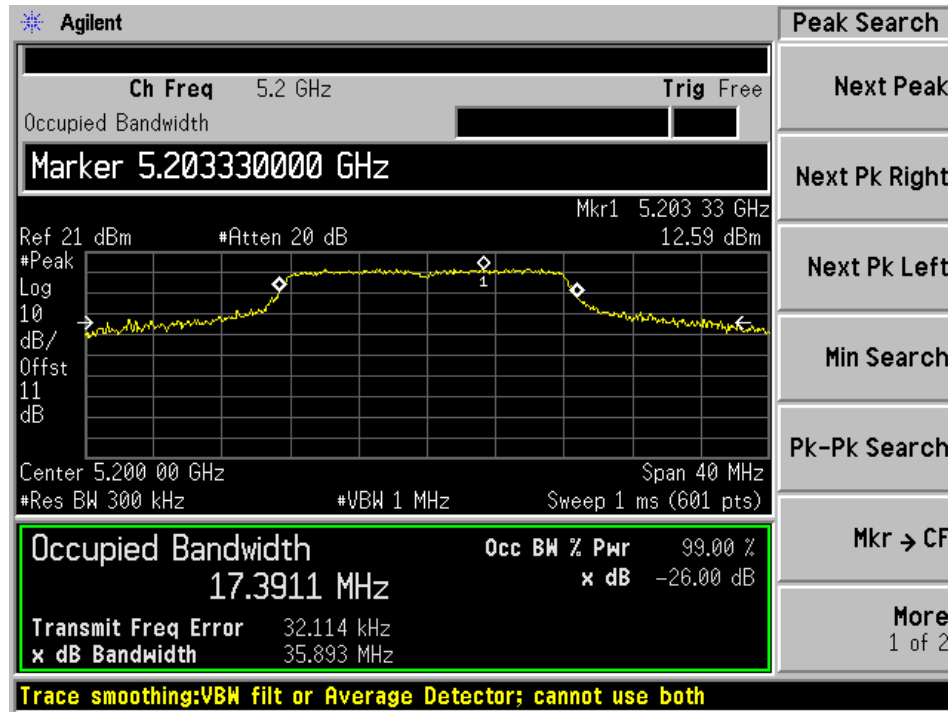 Agilent
Peak Search
Ch Freq 5.2 GHz
Trig Free
Occupied Bandwidth
Marker 5.203330000 GHz
Mkr1 5.203 33 GHz
Ref 21 dBm #Atten 20 dB 12.59 dBm
#Peak
Log
10
dB/
Offst
11
dB
1
Center 5.200 00 GHz Span 40 MHz
#Res BW 300 kHz #VBW 1 MHz Sweep 1 ms (601 pts)
Occupied Bandwidth
17.3911 MHz
Occ BW % Pwr 99.00 %
x dB -26.00 dB
Transmit Freq Error 32.114 kHz
x dB Bandwidth 35.893 MHz
Trace smoothing:VBW filt or Average Detector; cannot use both
Next Peak
Next Pk Right
Next Pk Left
Min Search
Pk-Pk Search
Mkr → CF
More
1 of 2